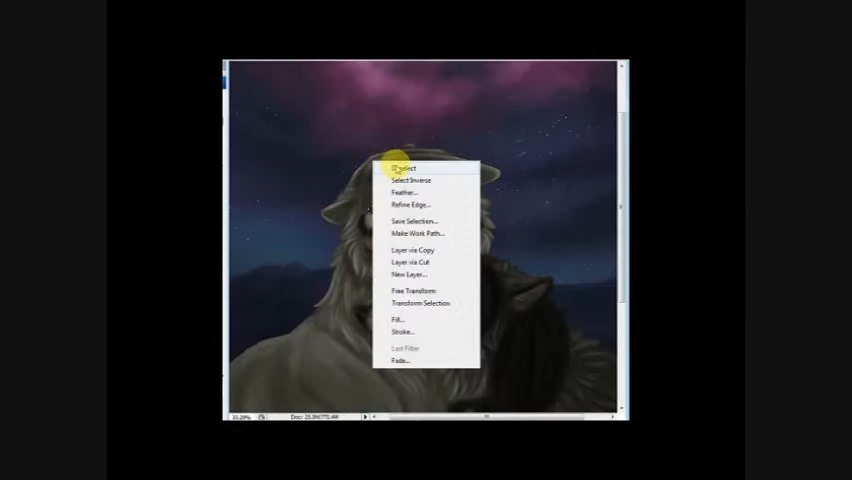 Deselect
Select Inverse
Feather...
Refine Edge...
Save Selection...
Make Work Path...
Layer via Copy
Layer via Cut
New Layer...
Free Transform
Transform Selection
Fill...
Stroke...
Last Filter
Fade...
33.29% Doc: 25.3M/772.4M